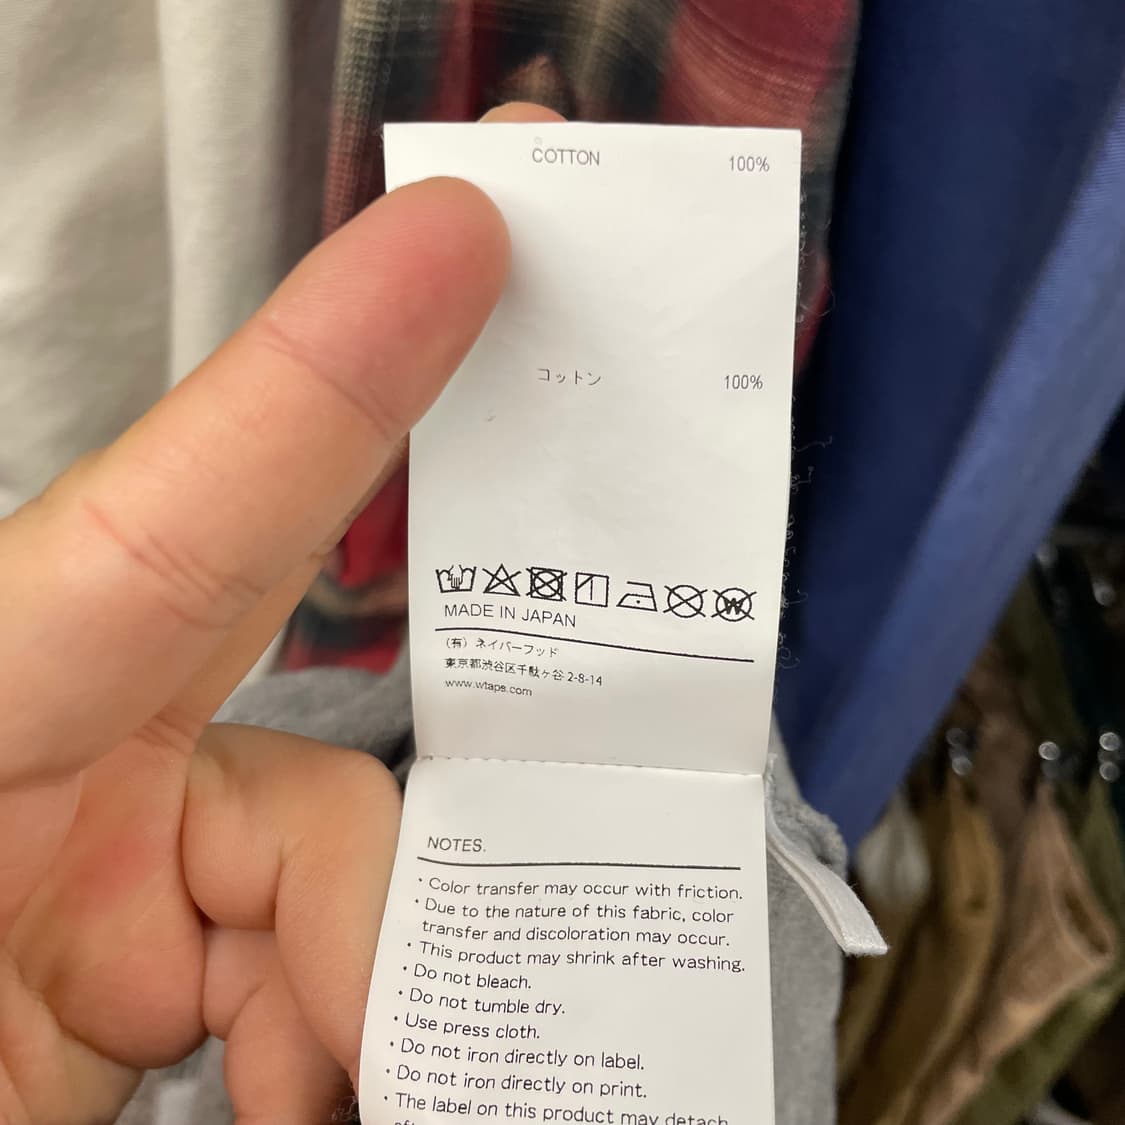 COTTON 100%
コットン 100%
MADE IN JAPAN
(有) ネイバーフッド
東京都渋谷区千駄ヶ谷 2-8-14
www.wtaps.com
NOTES.
・Color transfer may occur with friction.
・Due to the nature of this fabric, color
transfer and discoloration may occur.
・This product may shrink after washing.
・Do not bleach.
・Do not tumble dry.
・Use press cloth.
・Do not iron directly on label.
・Do not iron directly on print.
・The label on this product may detach